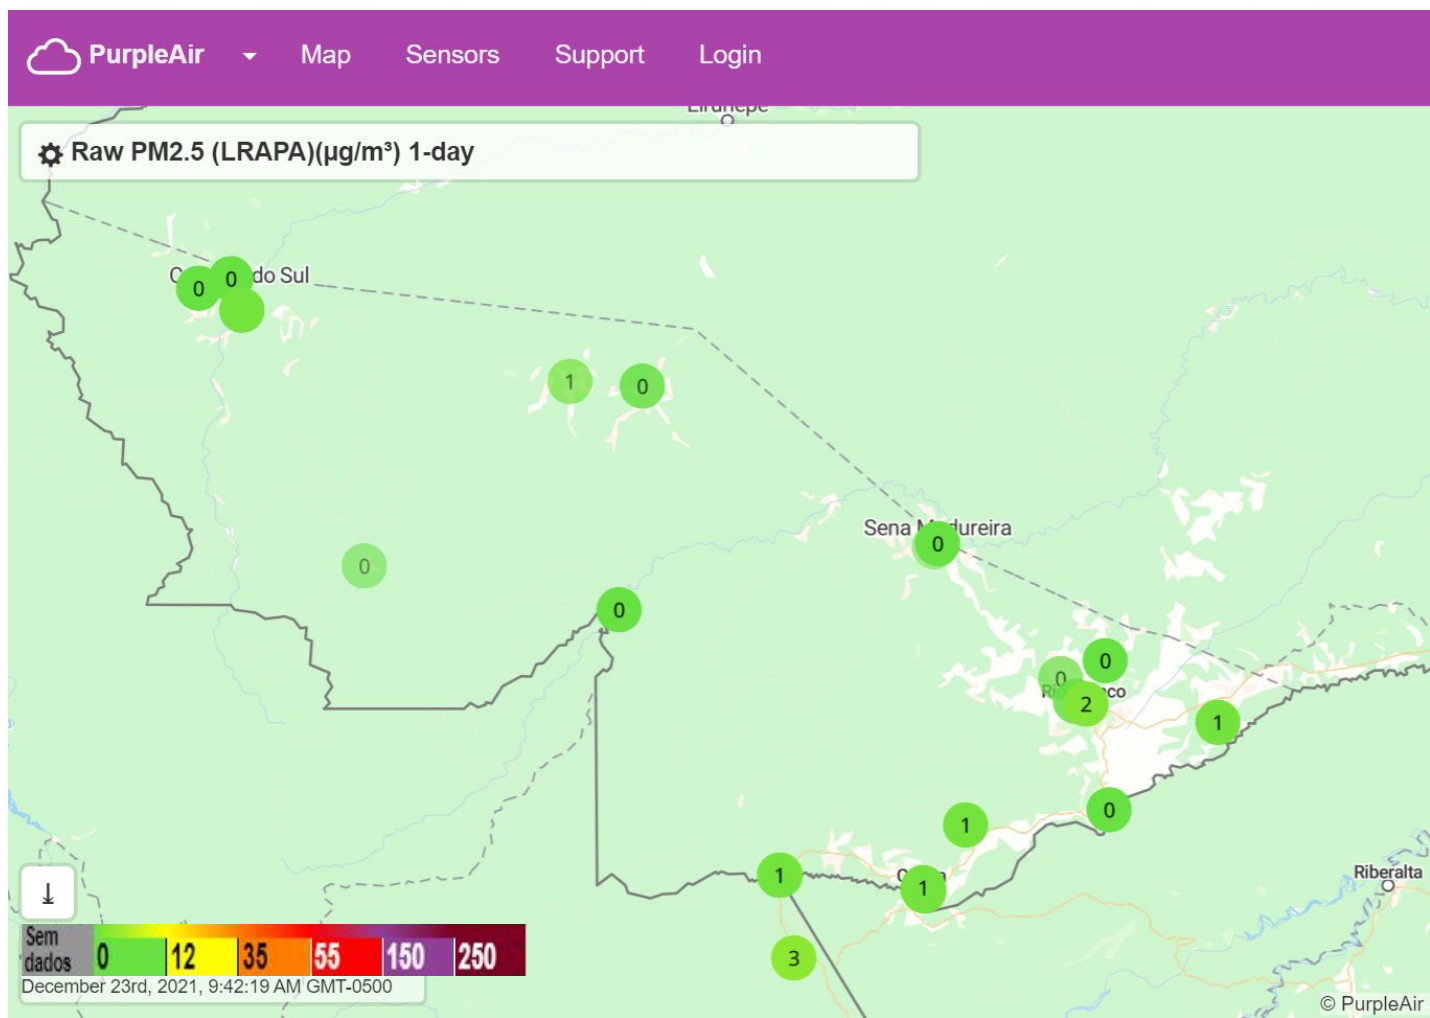 PurpleAir Map Sensors Support Login
Raw PM2.5 (LRAPA)(µg/m³) 1-day
0 0 do Sul
1 0
Sena Madureira
0
0
0
0
0
2
1
0
1
1
1
Riberalta
3
Sem dados 0 12 35 55 150 250
December 23rd, 2021, 9:42:19 AM GMT-0500
© PurpleAir